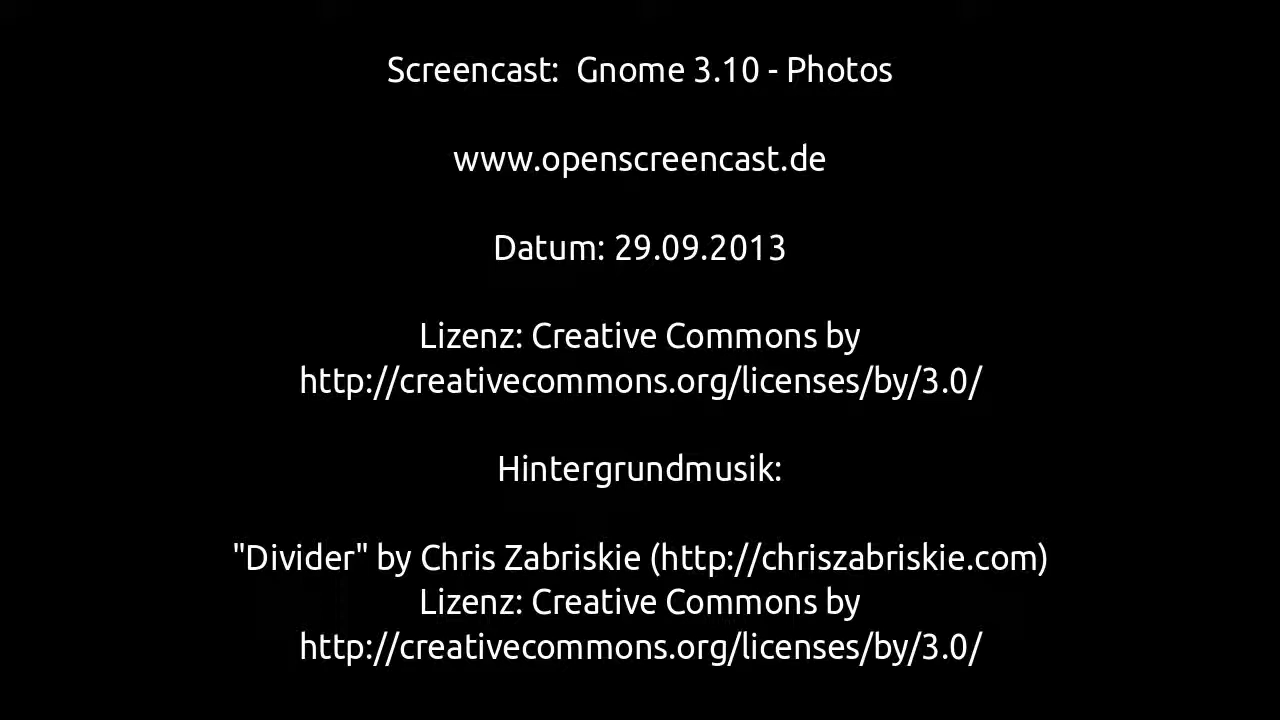 Screencast:  Gnome 3.10 - Photos
www.openscreencast.de
Datum: 29.09.2013
Lizenz: Creative Commons by
http://creativecommons.org/licenses/by/3.0/
Hintergrundmusik:
"Divider" by Chris Zabriskie (http://chriszabriskie.com)
Lizenz: Creative Commons by
http://creativecommons.org/licenses/by/3.0/